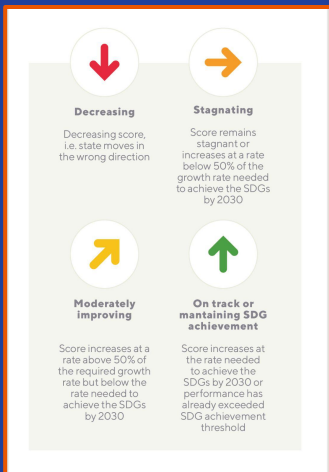 Decreasing
Decreasing score,
i.e. state moves in
the wrong direction
Stagnating
Score remains
stagnant or
increases at a rate
below 50% of the
growth rate needed
to achieve the SDGs
by 2030
Moderately
improving
Score increases at a
rate above 50% of
the required growth
rate but below the
rate needed to
achieve the SDGs
by 2030
On track or
mantaining SDG
achievement
Score increases at
the rate needed
to achieve the
SDGs by 2030 or
performance has
already exceeded
SDG achievement
threshold